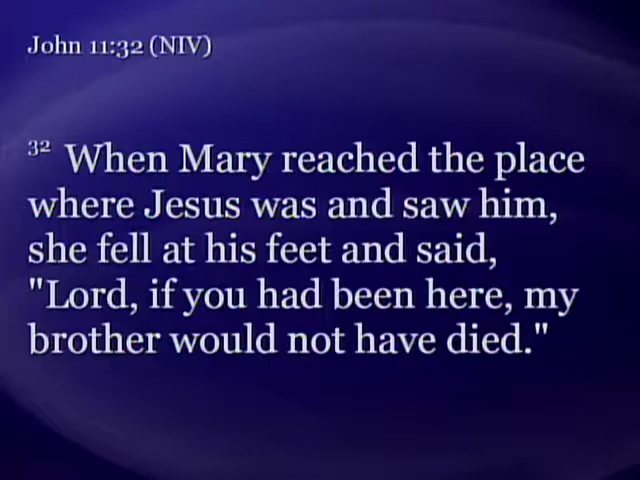 John 11:32 (NIV)
32 When Mary reached the place
where Jesus was and saw him,
she fell at his feet and said,
"Lord, if you had been here, my
brother would not have died."